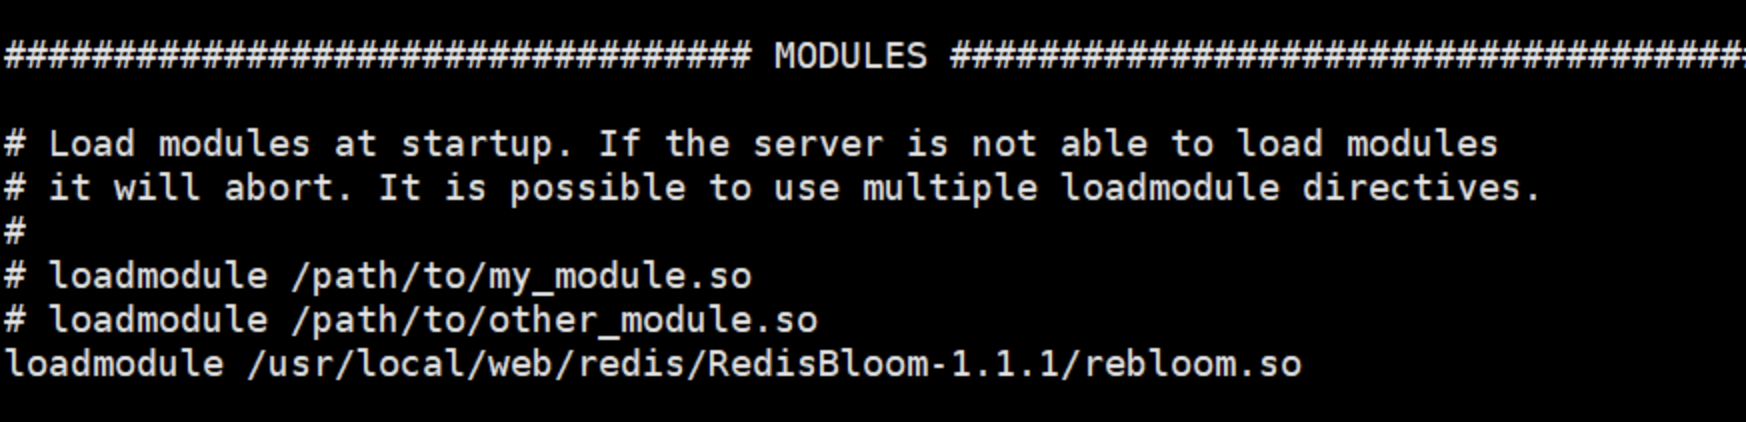 ################################## MODULES #####################################
# Load modules at startup. If the server is not able to load modules
# it will abort. It is possible to use multiple loadmodule directives.
#
# loadmodule /path/to/my_module.so
# loadmodule /path/to/other_module.so
loadmodule /usr/local/web/redis/RedisBloom-1.1.1/rebloom.so